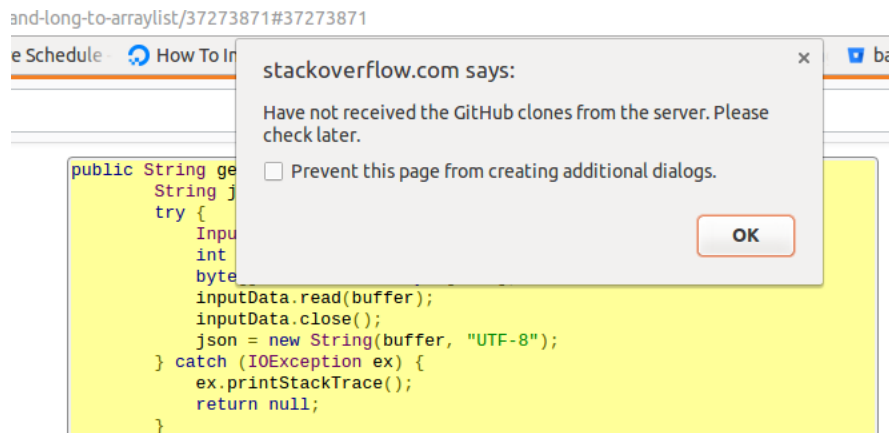 and-long-to-arraylist/37273871#37273871
e Schedule
How To In
ba
stackoverflow.com says:
Have not received the GitHub clones from the server. Please
check later.
Prevent this page from creating additional dialogs.
OK
public String ge
String j
try {
Inpu
int
byte
inputData.read(buffer);
inputData.close();
json = new String(buffer, "UTF-8");
} catch (IOException ex) {
ex.printStackTrace();
return null;
}